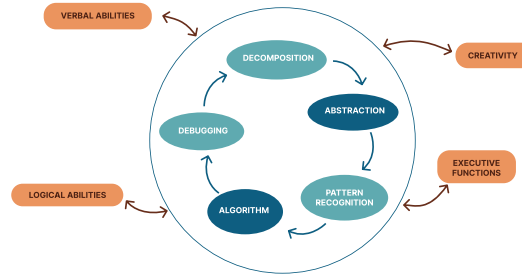 VERBAL ABILITIES
DECOMPOSITION
CREATIVITY
ABSTRACTION
DEBUGGING
EXECUTIVE
FUNCTIONS
LOGICAL ABILITIES
PATTERN
RECOGNITION
ALGORITHM